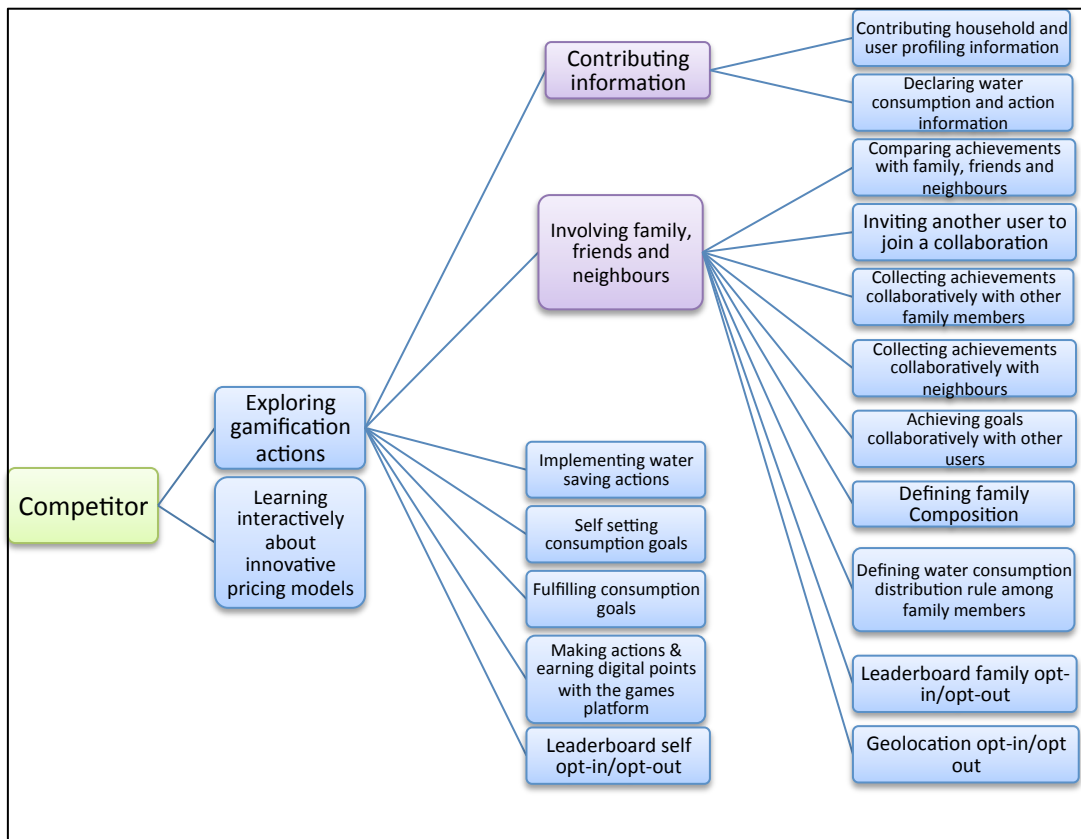 Competitor
Exploring
gamification
actions
Learning
interactively
about
innovative
pricing models
Contributing
information
Involving family,
friends and
neighbours
Implementing water
saving actions
Self setting
consumption goals
Fulfilling consumption
goals
Making actions &
earning digital points
with the games
platform
Leaderboard self
opt-in/opt-out
Contributing household and
user profiling information
Declaring water
consumption and action
information
Comparing achievements
with family, friends and
neighbours
Inviting another user to
join a collaboration
Collecting achievements
collaboratively with other
family members
Collecting achievements
collaboratively with
neighbours
Achieving goals
collaboratively with other
users
Defining family
Composition
Defining water consumption
distribution rule among
family members
Leaderboard family opt-
in/opt-out
Geolocation opt-in/opt
out